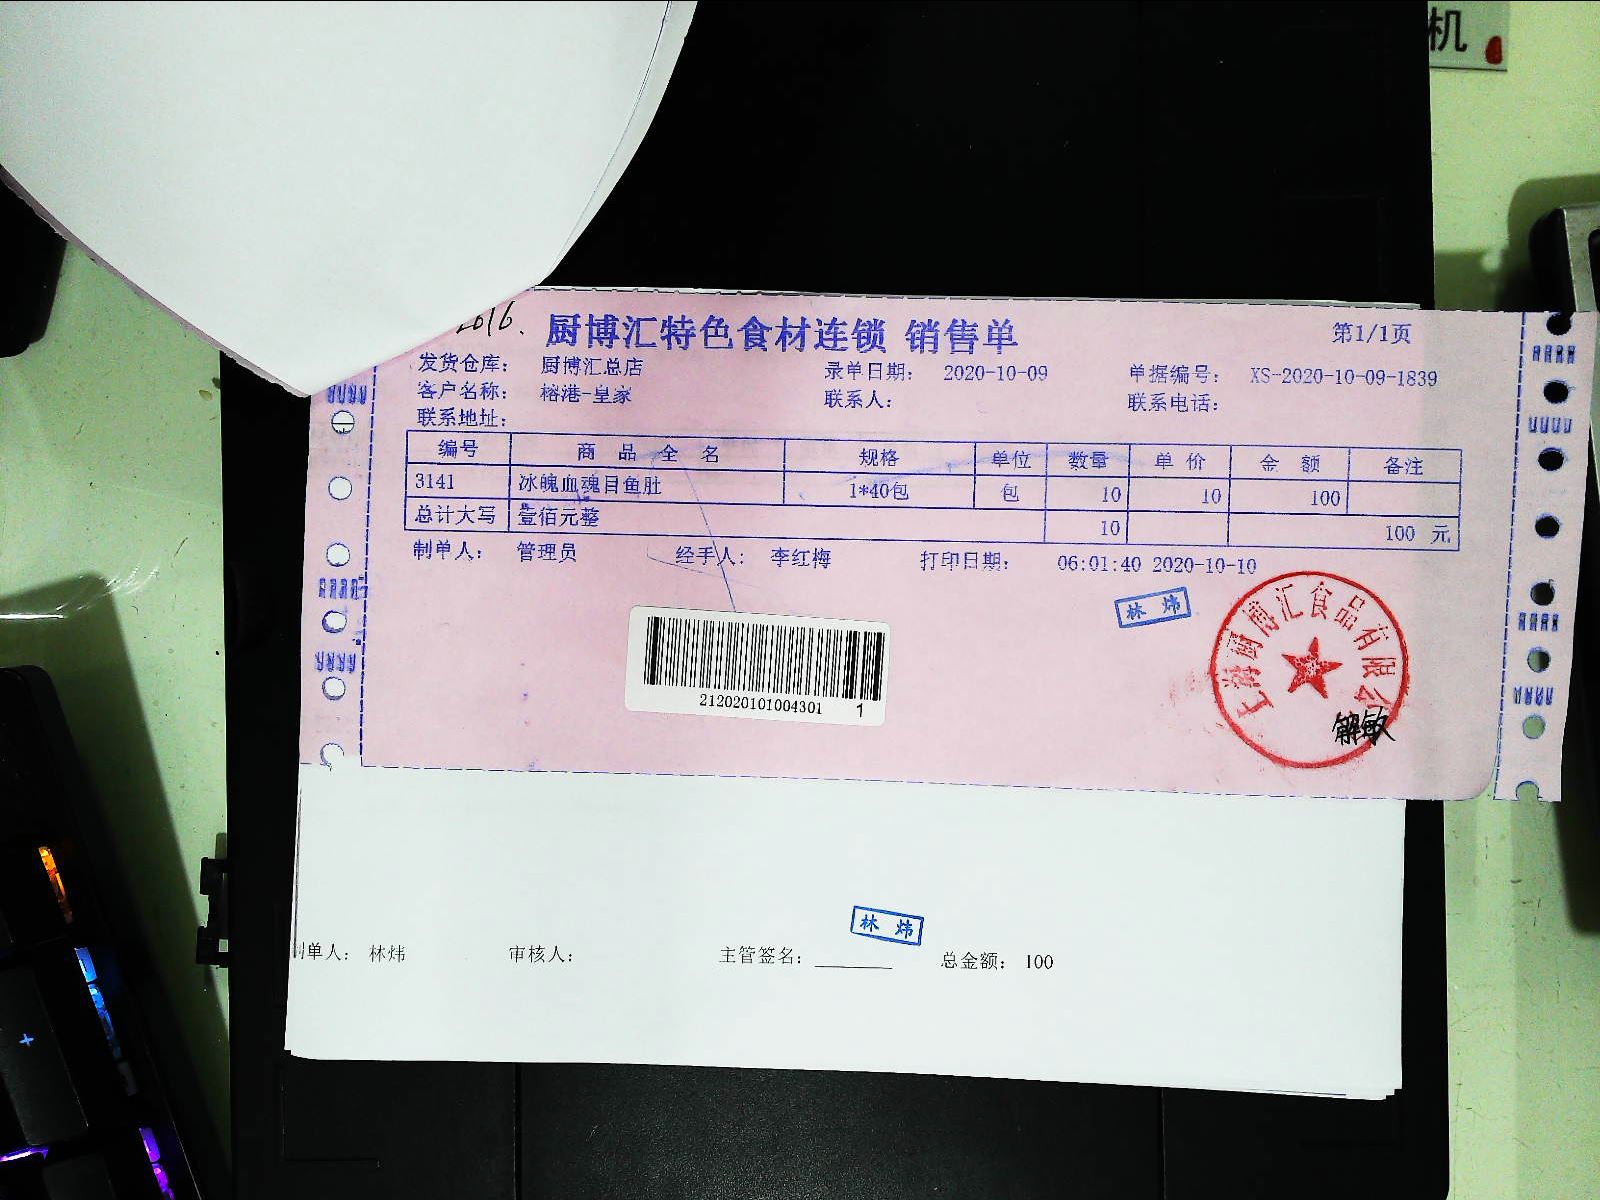 机
2016.
厨博汇特色食材连锁 销售单
第1/1页
发货仓库： 厨博汇总店 录单日期： 2020-10-09 单据编号： XS-2020-10-09-1839
客户名称： 榕港-皇家 联系人： 联系电话：
联系地址：
编号 商品全名 规格 单位 数量 单价 金额 备注
3141 冰魄血魂目鱼肚 1*40包 包 10 10 100
总计大写 壹佰元整 10 100 元
制单人： 管理员 经手人： 李红梅 打印日期： 06:01:40 2020-10-10
林 炜
上海厨博汇食品有限公
解敏
212020101004301 1
林 炜
制单人： 林炜 审核人： 主管签名： 总金额： 100